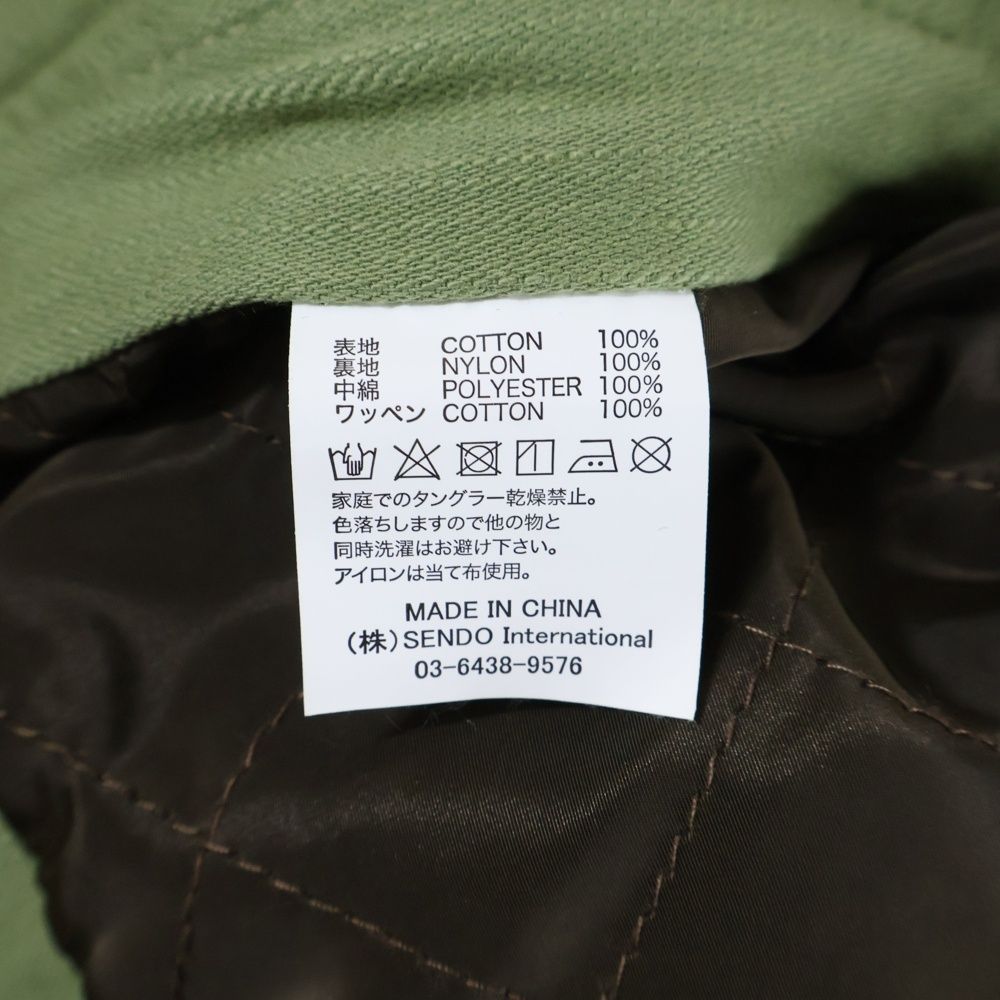 表地 COTTON 100%
裏地 NYLON 100%
中綿 POLYESTER 100%
ワッペン COTTON 100%
家庭でのタングラー乾燥禁止。
色落ちしますので他の物と
同時洗濯はお避け下さい。
アイロンは当て布使用。
MADE IN CHINA
(株)SENDO International
03-6438-9576